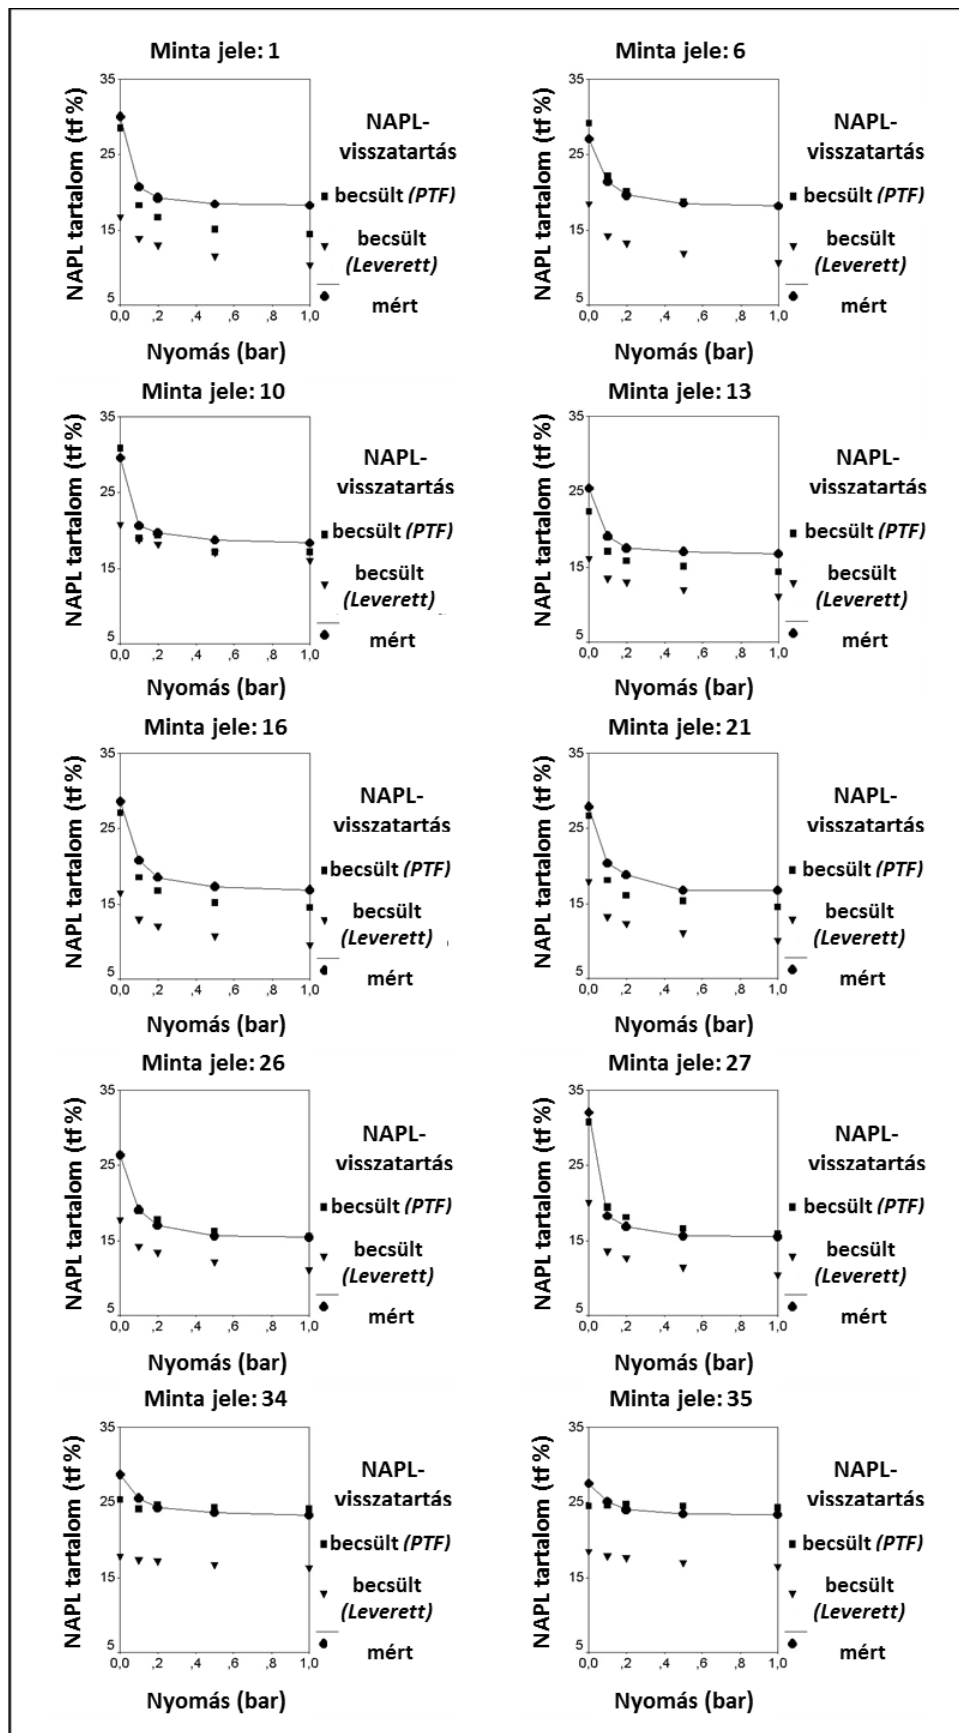 Minta jele: 1
NAPL tartalom (tf %)
35
25
15
5
0,0 ,2 ,4 ,6 ,8 1,0
Nyomás (bar)
NAPL-
visszatartás
becsült (PTF)
becsült
(Leverett)
mért
Minta jele: 6
NAPL tartalom (tf %)
35
25
15
5
0,0 ,2 ,4 ,6 ,8 1,0
Nyomás (bar)
NAPL-
visszatartás
becsült (PTF)
becsült
(Leverett)
mért
Minta jele: 10
NAPL tartalom (tf %)
35
25
15
5
0,0 ,2 ,4 ,6 ,8 1,0
Nyomás (bar)
NAPL-
visszatartás
becsült (PTF)
becsült
(Leverett)
mért
Minta jele: 13
NAPL tartalom (tf %)
35
25
15
5
0,0 ,2 ,4 ,6 ,8 1,0
Nyomás (bar)
NAPL-
visszatartás
becsült (PTF)
becsült
(Leverett)
mért
Minta jele: 16
NAPL tartalom (tf %)
35
25
15
5
0,0 ,2 ,4 ,6 ,8 1,0
Nyomás (bar)
NAPL-
visszatartás
becsült (PTF)
becsült
(Leverett)
mért
Minta jele: 21
NAPL tartalom (tf %)
35
25
15
5
0,0 ,2 ,4 ,6 ,8 1,0
Nyomás (bar)
NAPL-
visszatartás
becsült (PTF)
becsült
(Leverett)
mért
Minta jele: 26
NAPL tartalom (tf %)
35
25
15
5
0,0 ,2 ,4 ,6 ,8 1,0
Nyomás (bar)
NAPL-
visszatartás
becsült (PTF)
becsült
(Leverett)
mért
Minta jele: 27
NAPL tartalom (tf %)
35
25
15
5
0,0 ,2 ,4 ,6 ,8 1,0
Nyomás (bar)
NAPL-
visszatartás
becsült (PTF)
becsült
(Leverett)
mért
Minta jele: 34
NAPL tartalom (tf %)
35
25
15
5
0,0 ,2 ,4 ,6 ,8 1,0
Nyomás (bar)
NAPL-
visszatartás
becsült (PTF)
becsült
(Leverett)
mért
Minta jele: 35
NAPL tartalom (tf %)
35
25
15
5
0,0 ,2 ,4 ,6 ,8 1,0
Nyomás (bar)
NAPL-
visszatartás
becsült (PTF)
becsült
(Leverett)
mért